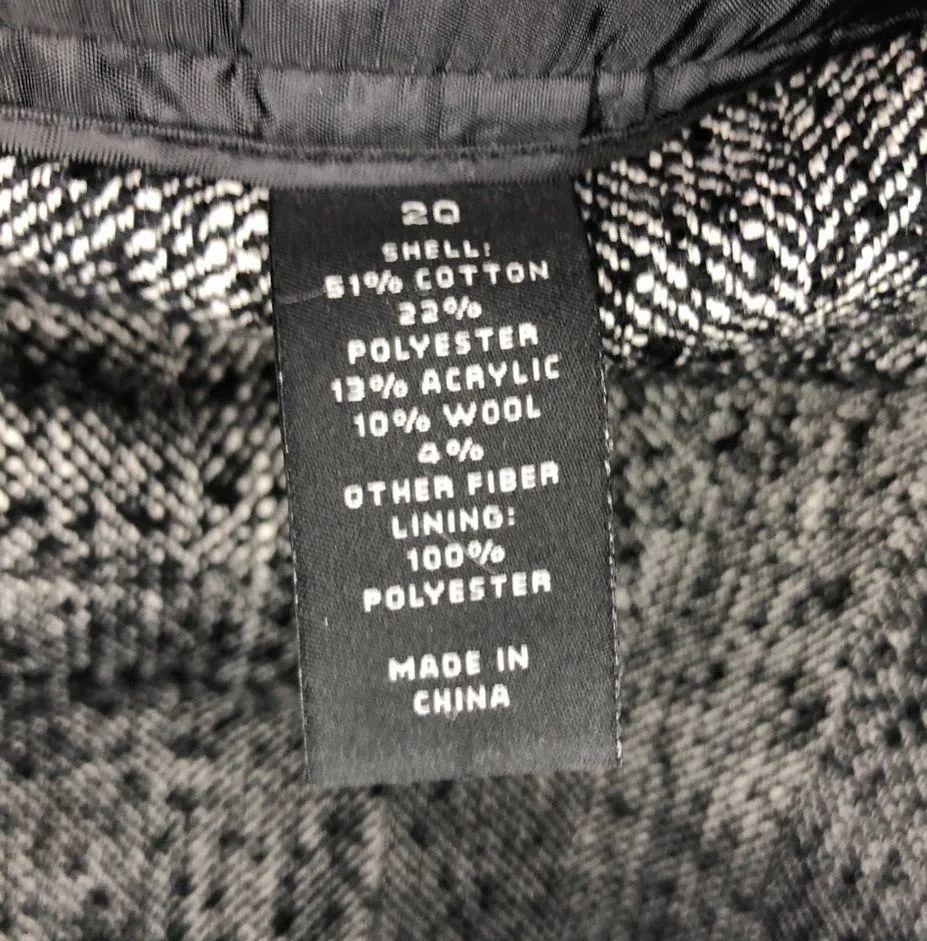 2Q
SHELL:
51% COTTON
22%
POLYESTER
13% ACRYLIC
10% WOOL
4%
OTHER FIBER
LINING:
100%
POLYESTER
MADE IN
CHINA